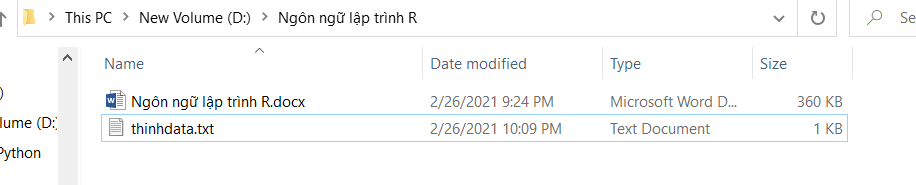 This PC > New Volume (D:) > Ngôn ngữ lập trình R Se
Name Date modified Type Size
Ngôn ngữ lập trình R.docx 2/26/2021 9:24 PM Microsoft Word D... 360 KB
lume (D:) thinhdata.txt 2/26/2021 10:09 PM Text Document 1 KB
Python